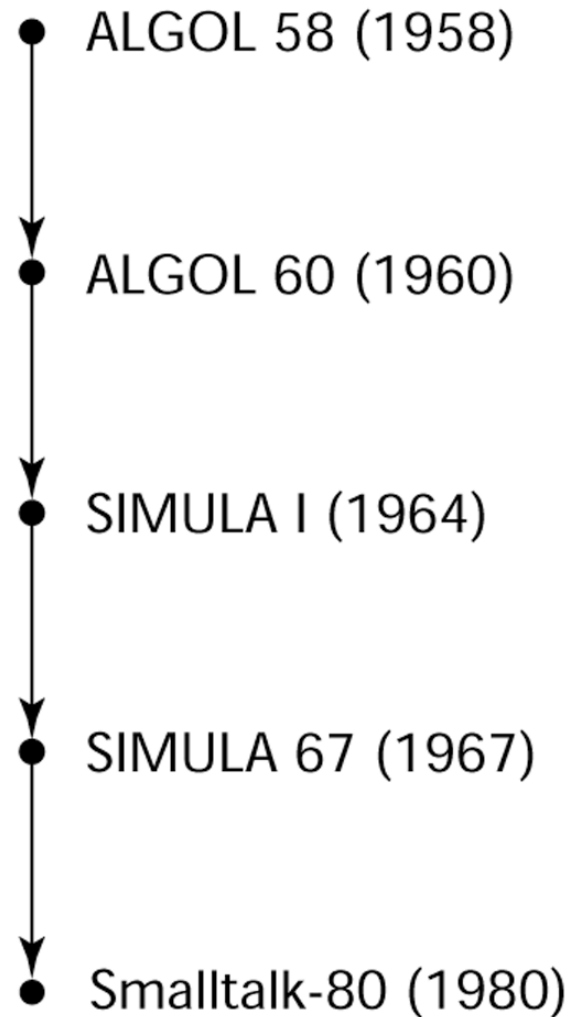 ALGOL 58 (1958)
ALGOL 60 (1960)
SIMULA I (1964)
SIMULA 67 (1967)
Smalltalk-80 (1980)